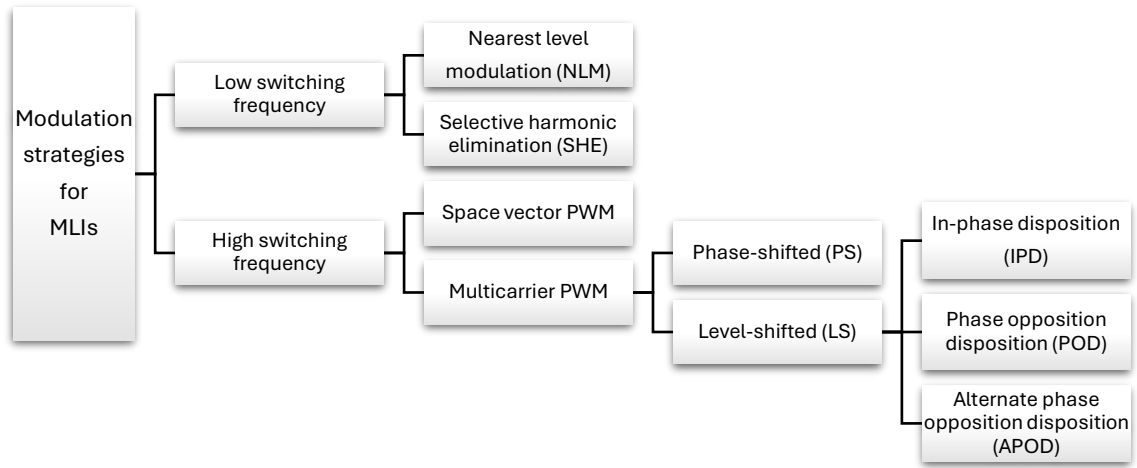 Modulation
strategies
for
MLIs
Low switching
frequency
High switching
frequency
Nearest level
modulation (NLM)
Selective harmonic
elimination (SHE)
Space vector PWM
Multicarrier PWM
Phase-shifted (PS)
Level-shifted (LS)
In-phase disposition
(IPD)
Phase opposition
disposition (POD)
Alternate phase
opposition disposition
(APOD)